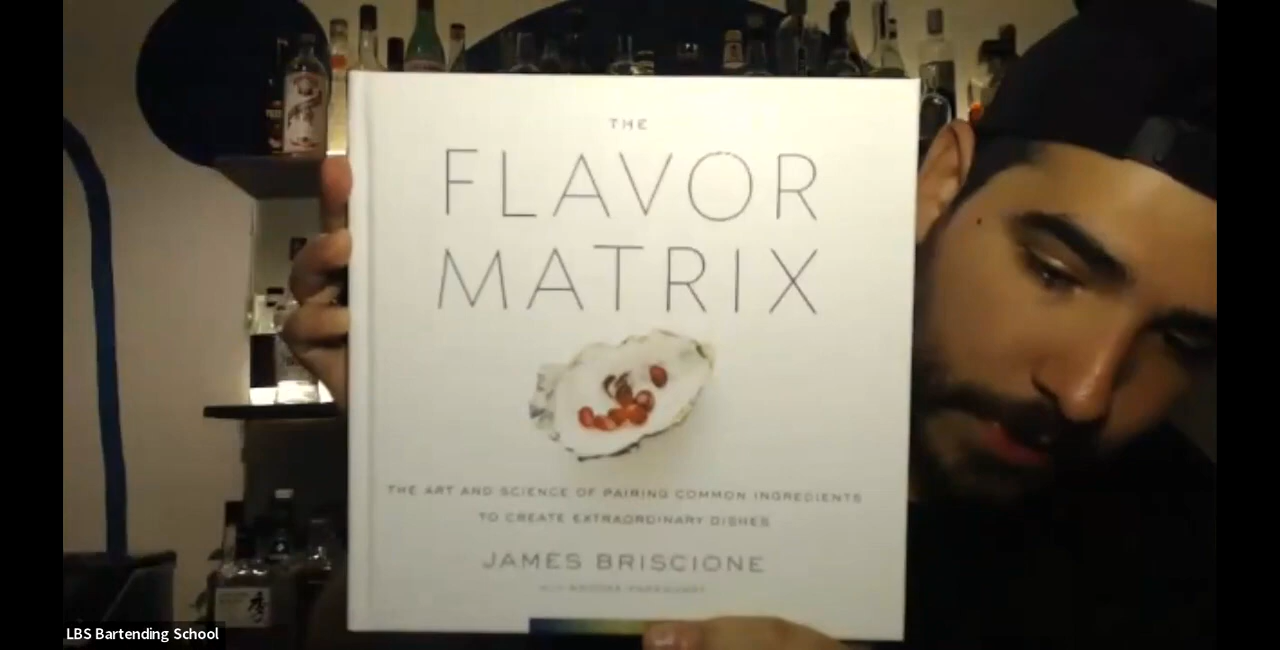 THE
FLAVOR
MATRIX
THE ART AND SCIENCE OF PAIRING COMMON INGREDIENTS
TO CREATE EXTRAORDINARY DISHES
JAMES BRISCIONE
LBS Bartending School